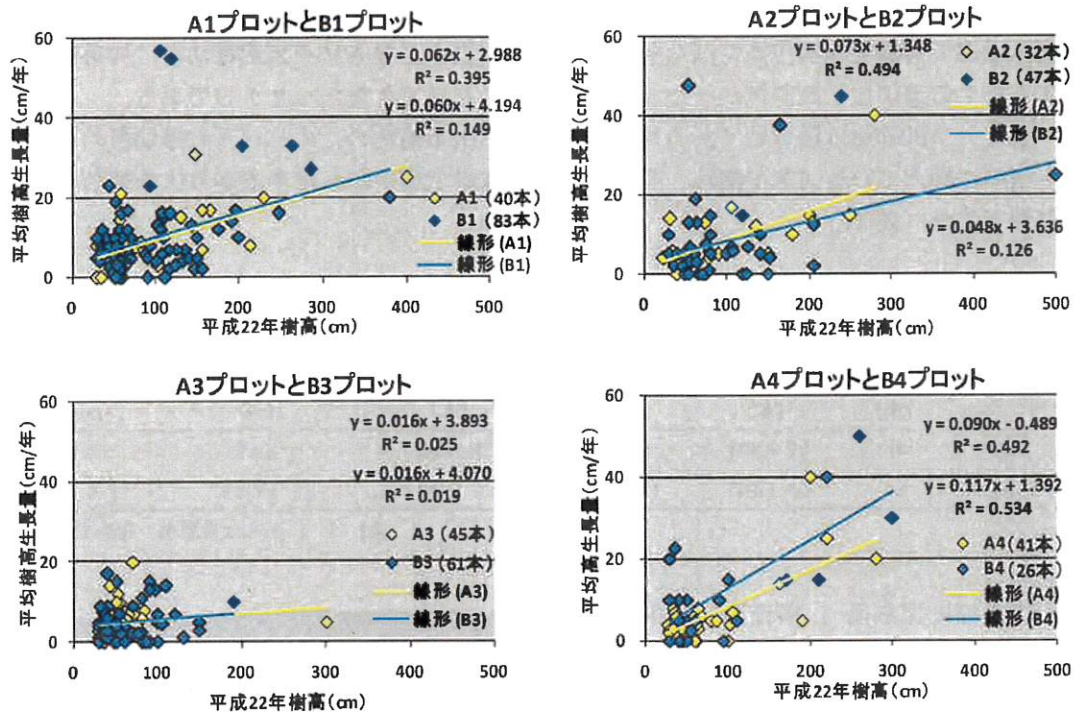 A1プロットとB1プロット
60
40
20
0
平均樹高生長量(cm/年)
y = 0.062x + 2.988
R² = 0.395
y = 0.060x + 4.194
R² = 0.149
A1 (40本)
B1 (83本)
線形 (A1)
線形 (B1)
0 100 200 300 400 500
平成22年樹高(cm)
A2プロットとB2プロット
60
40
20
0
平均樹高生長量(cm/年)
y = 0.073x + 1.348
R² = 0.494
A2 (32本)
B2 (47本)
線形 (A2)
線形 (B2)
y = 0.048x + 3.636
R² = 0.126
0 100 200 300 400 500
平成22年樹高(cm)
A3プロットとB3プロット
60
40
20
0
平均樹高生長量(cm/年)
y = 0.016x + 3.893
R² = 0.025
y = 0.016x + 4.070
R² = 0.019
A3 (45本)
B3 (61本)
線形 (A3)
線形 (B3)
0 100 200 300 400 500
平成22年樹高(cm)
A4プロットとB4プロット
60
40
20
0
平均樹高生長量(cm/年)
y = 0.090x - 0.489
R² = 0.492
y = 0.117x + 1.392
R² = 0.534
A4 (41本)
B4 (26本)
線形 (A4)
線形 (B4)
0 100 200 300 400 500
平成22年樹高(cm)